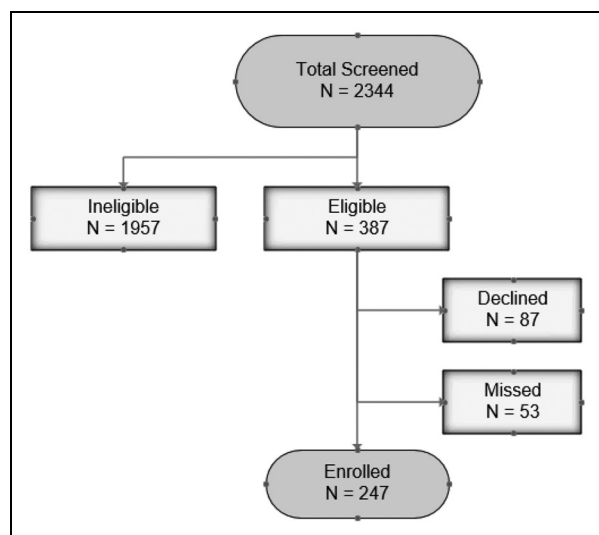 Total Screened
N = 2344
Ineligible
N = 1957
Eligible
N = 387
Declined
N = 87
Missed
N = 53
Enrolled
N = 247